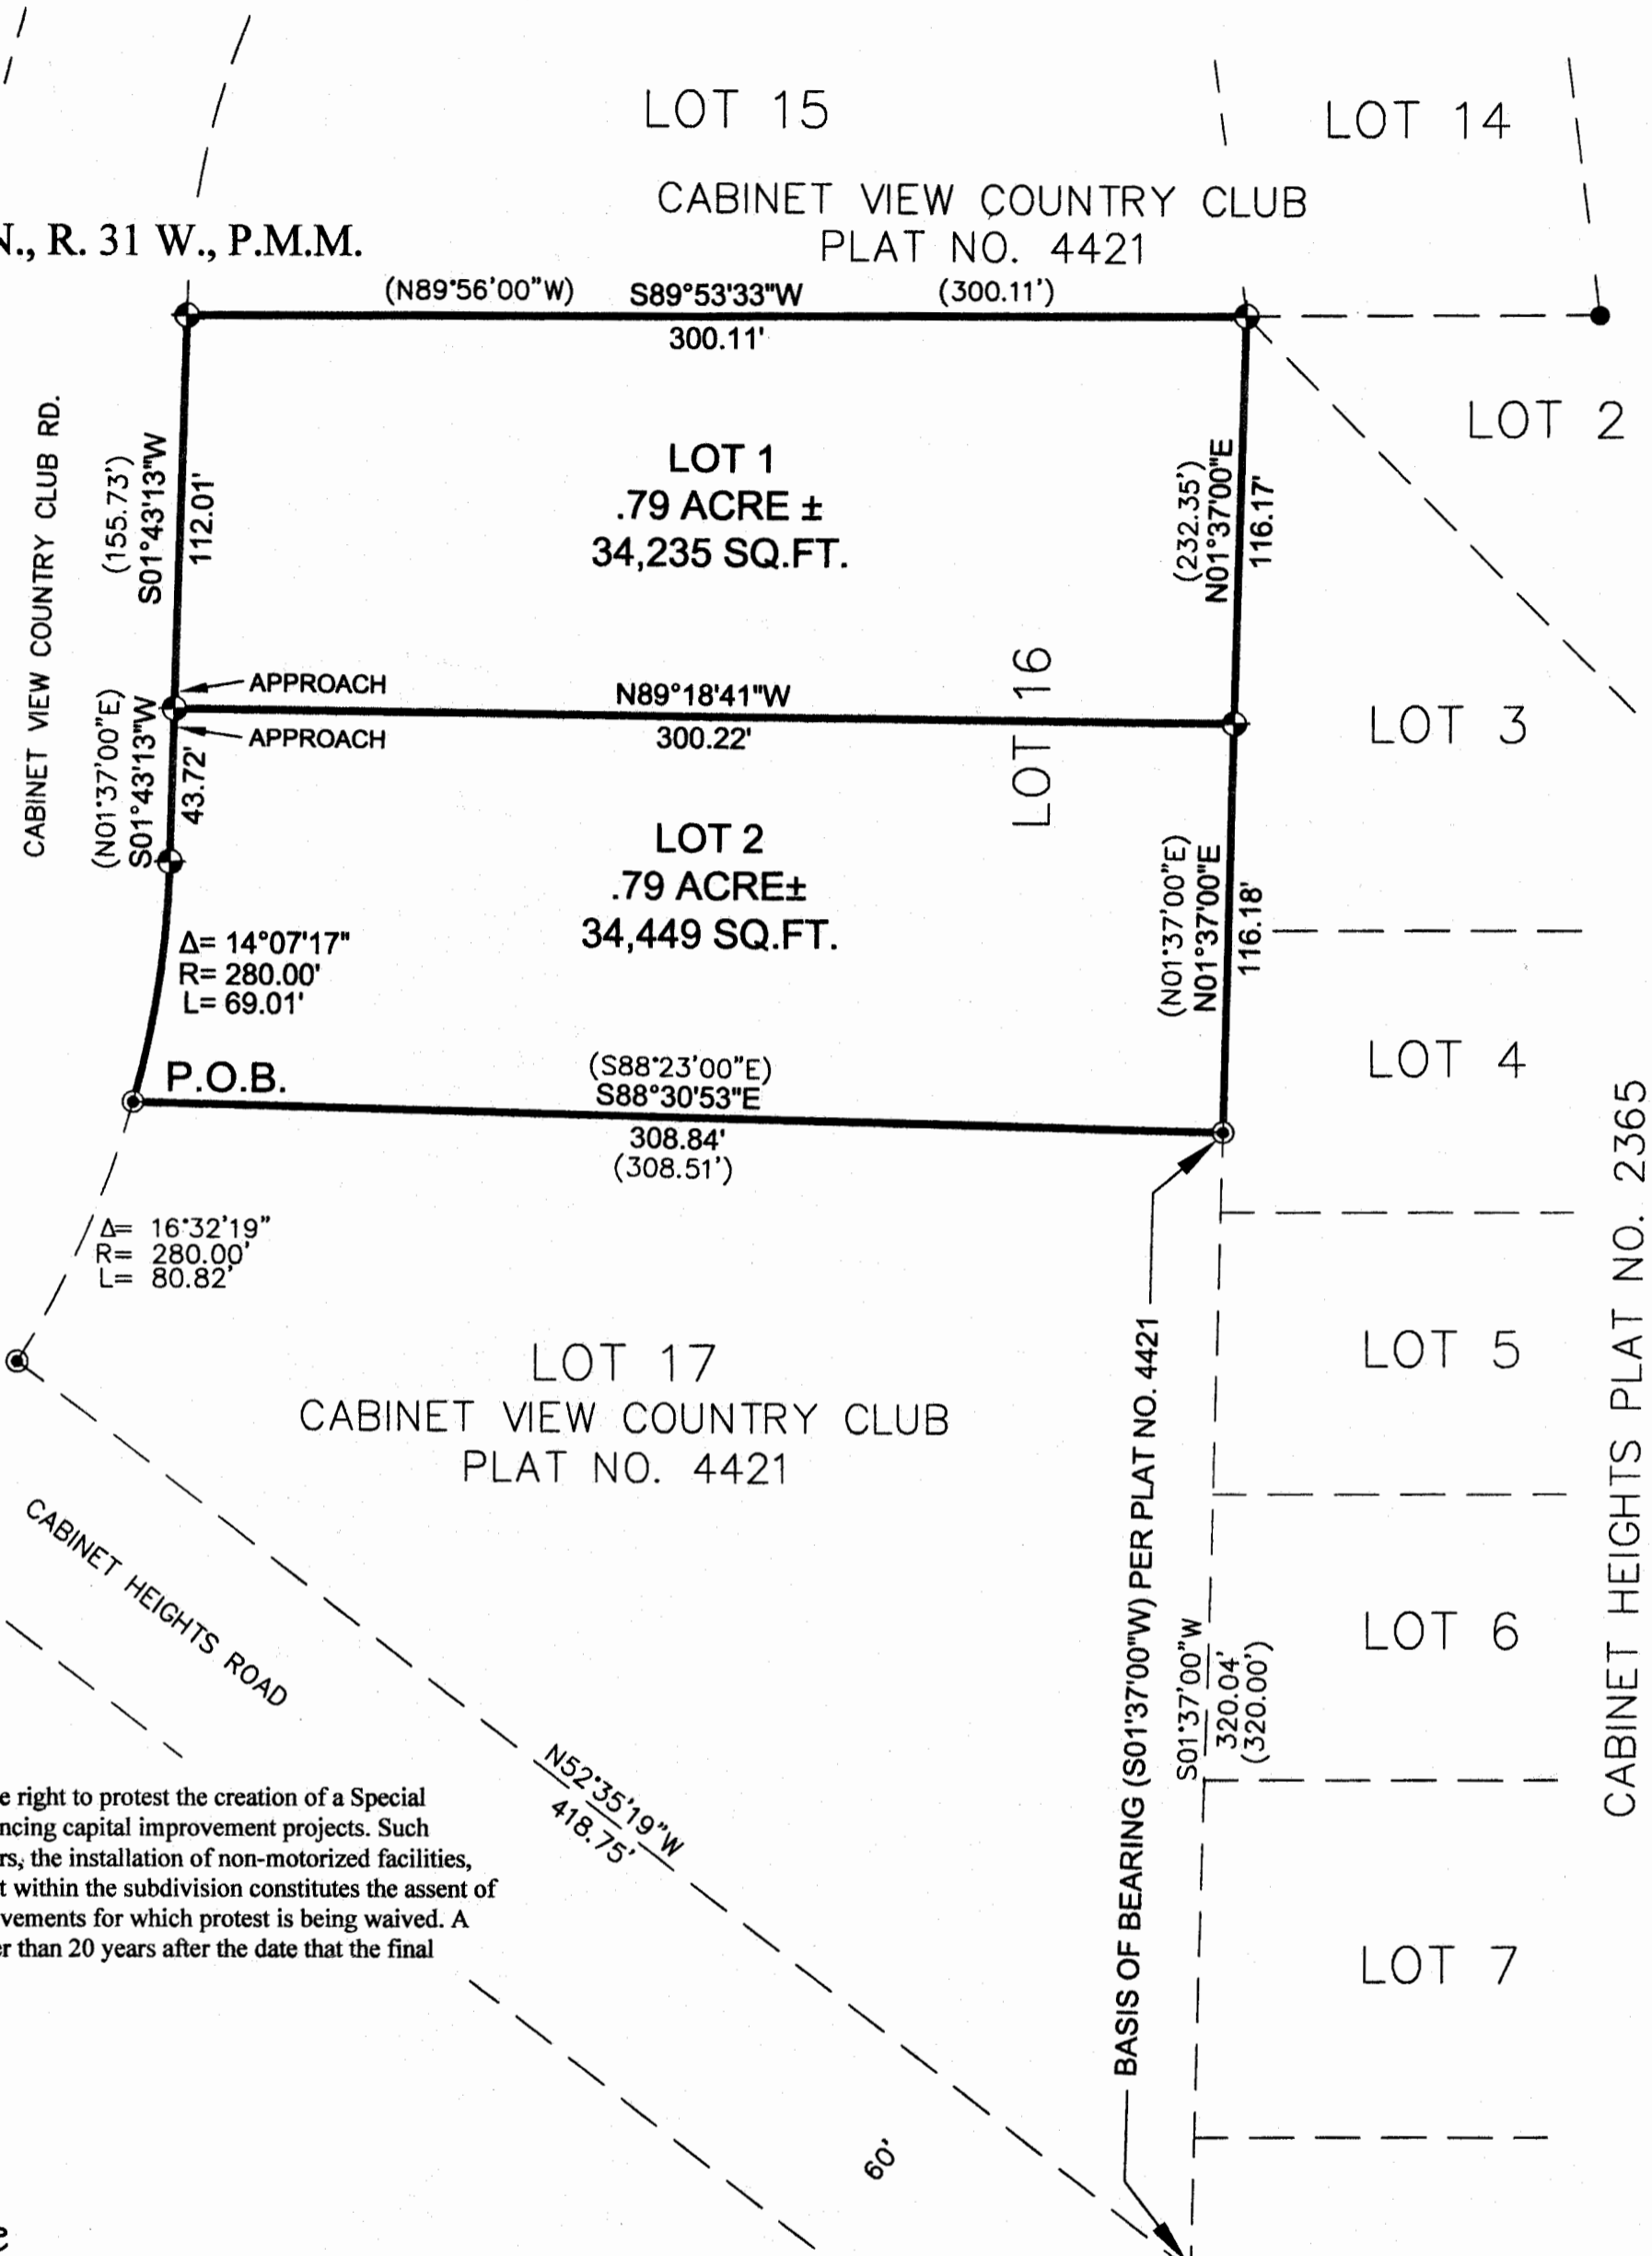 LOT 15
LOT 14
CABINET VIEW COUNTRY CLUB
PLAT NO. 4421
N., R. 31 W., P.M.M.
(N89°56'00"W) S89°53'33"W (300.11')
300.11'
LOT 2
CABINET VIEW COUNTRY CLUB RD.
(155.73')
S01°43'13"W
112.01'
LOT 1
.79 ACRE ±
34,235 SQ.FT.
(232.35')
N01°37'00"E
116.17'
APPROACH
APPROACH
N89°18'41"W
300.22'
LOT 16
LOT 3
(N01°37'00"E)
S01°43'13"W
43.72'
LOT 2
.79 ACRE±
34,449 SQ.FT.
(N01°37'00"E)
N01°37'00"E
116.18'
Δ= 14°07'17"
R= 280.00'
L= 69.01'
P.O.B.
(S88°23'00"E)
S88°30'53"E
308.84'
(308.51')
LOT 4
Δ= 16°32'19"
R= 280.00'
L= 80.82'
LOT 17
CABINET VIEW COUNTRY CLUB
PLAT NO. 4421
LOT 5
CABINET HEIGHTS PLAT NO. 2365
BASIS OF BEARING (S01°37'00"W) PER PLAT NO. 4421
CABINET HEIGHTS ROAD
S01°37'00"W
320.04'
(320.00')
LOT 6
N52°35'19"W
418.75'
LOT 7
e right to protest the creation of a Special
ncing capital improvement projects. Such
rs, the installation of non-motorized facilities,
t within the subdivision constitutes the assent of
vements for which protest is being waived. A
r than 20 years after the date that the final
60'